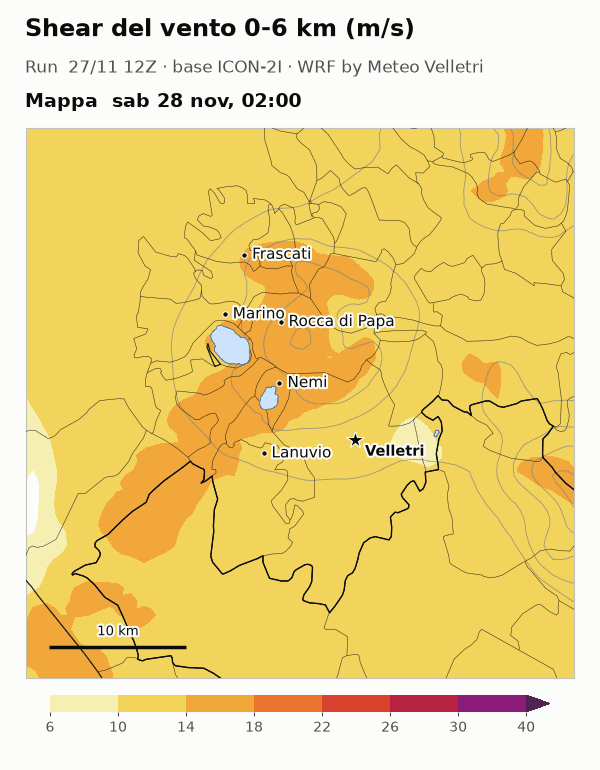 Shear del vento 0-6 km (m/s)
Run  27/11 12Z · base ICON-2I · WRF by Meteo Velletri
Mappa  sab 28 nov, 02:00
Frascati
Marino
Rocca di Papa
Nemi
Velletri
Lanuvio
10 km
6 10 14 18 22 26 30 40